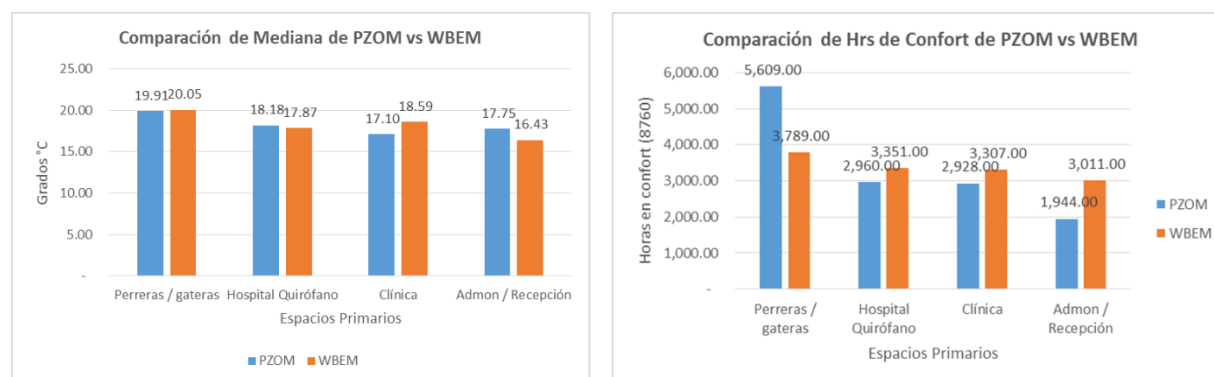 Comparación de Mediana de PZOM vs WBEM
25.00
20.00
15.00
10.00
5.00
-
Grados °C
19.91 20.05
18.18 17.87
17.10 18.59
17.75 16.43
Perreras / gateras Hospital Quirófano Clínica Admon / Recepción
Espacios Primarios
PZOM WBEM
Comparación de Hrs de Confort de PZOM vs WBEM
6,000.00
5,000.00
4,000.00
3,000.00
2,000.00
1,000.00
-
Horas en confort (8760)
5,609.00
3,789.00
2,960.00
3,351.00
2,928.00
3,307.00
1,944.00
3,011.00
Perreras /
gateras
Hospital
Quirófano
Clínica
Admon /
Recepción
Espacios Primarios
PZOM
WBEM